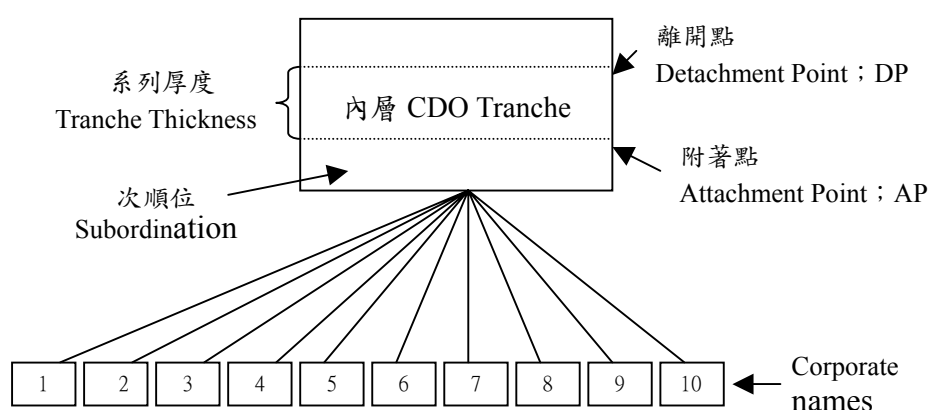 離開點
Detachment Point；DP
系列厚度
Tranche Thickness
內層 CDO Tranche
附著點
Attachment Point；AP
次順位
Subordination
1 2 3 4 5 6 7 8 9 10
Corporate
names